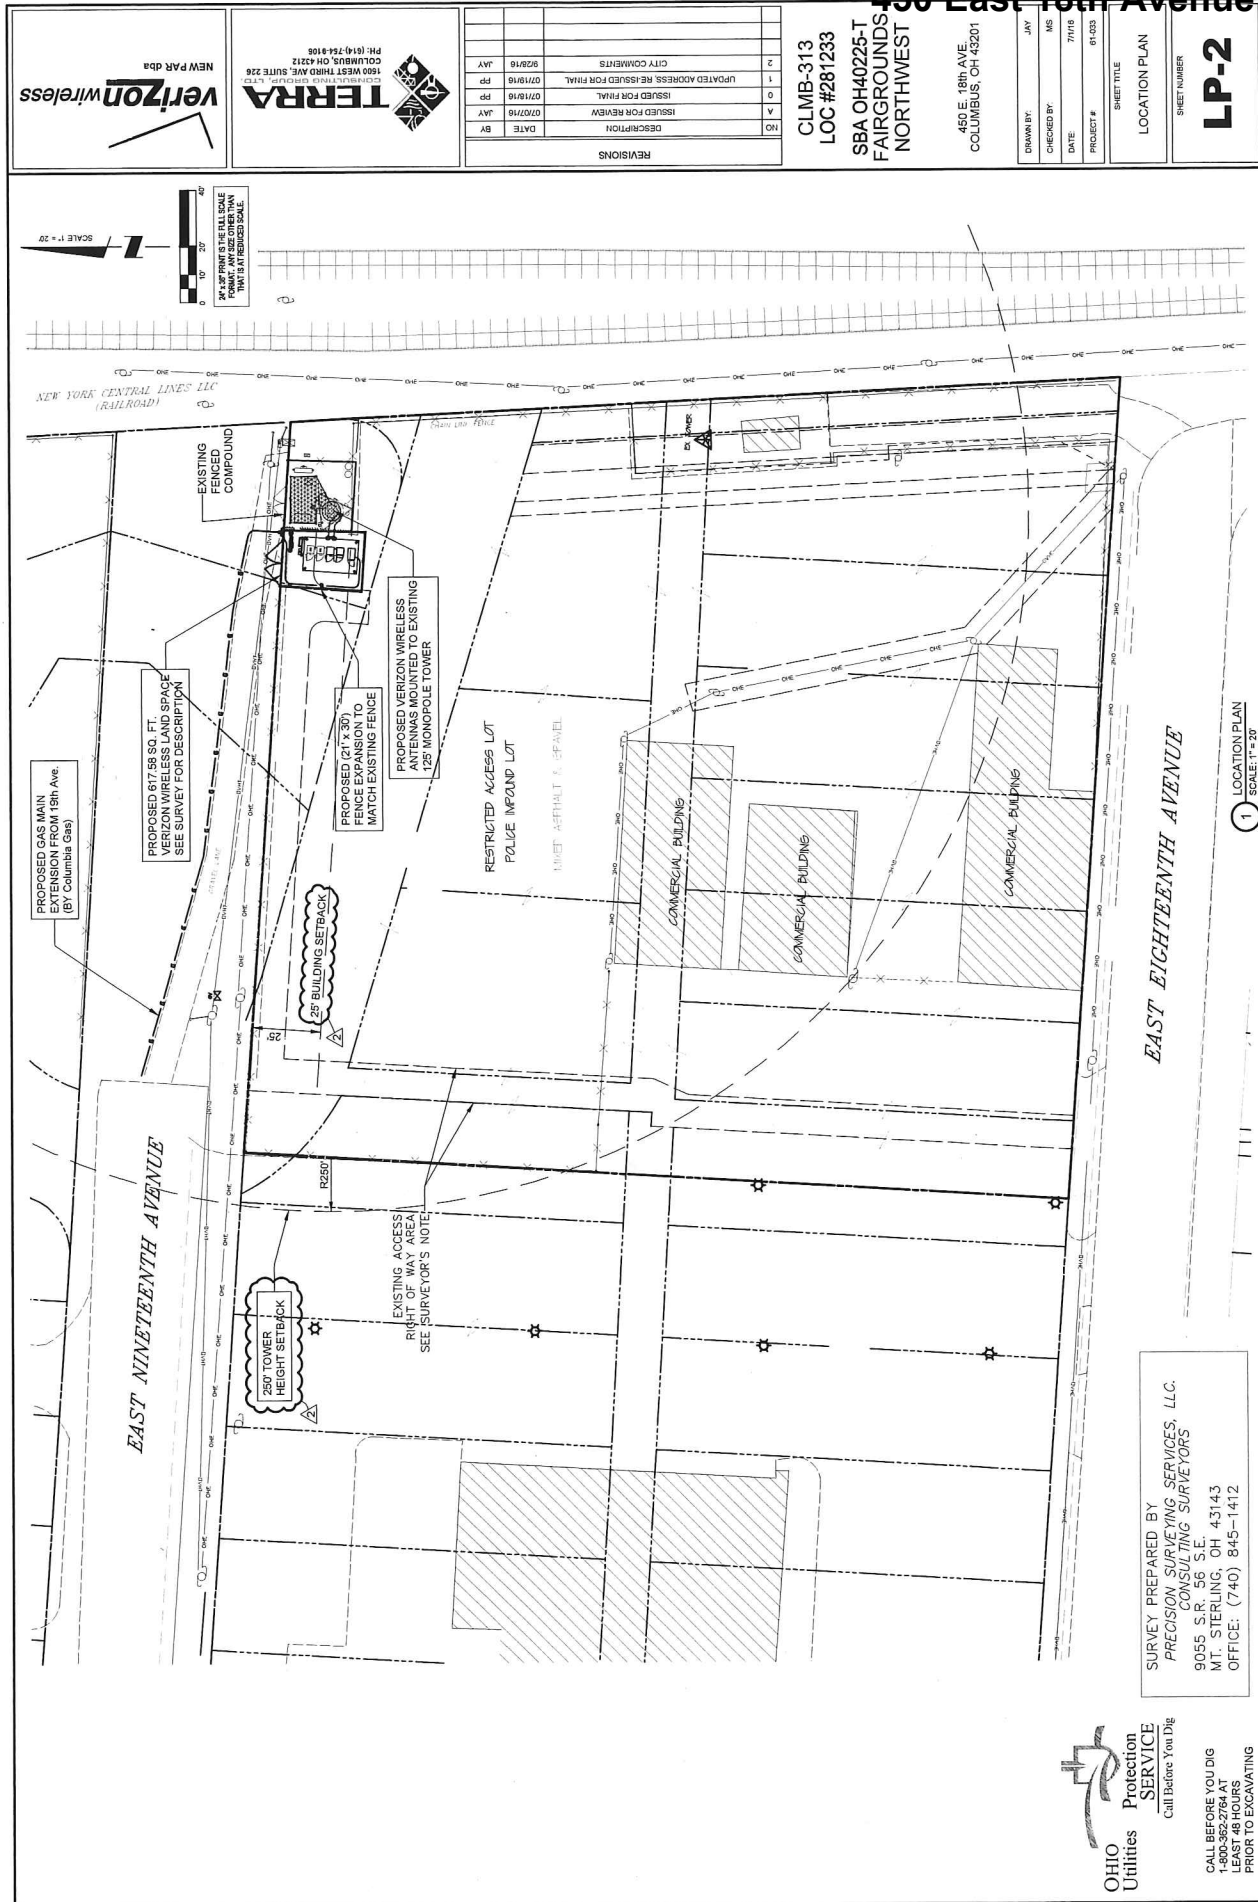 450 East 18th Avenue
verizon wireless
NEW PAR dba
TERRA
CONSULTING GROUP, LTD.
1600 WEST THIRD AVE, SUITE 226
COLUMBUS, OH 43212
PH: (614)-754-9106
REVISIONS
NO DESCRIPTION DATE BY
A ISSUED FOR REVIEW 07/07/16 JAY
0 ISSUED FOR FINAL 07/18/16 PP
1 UPDATED ADDRESS, RE-ISSUED FOR FINAL 07/19/16 PP
2 CITY COMMENTS 9/28/16 JAY
CLMB-313
LOC #281233
SBA OH40225-T
FAIRGROUNDS
NORTHWEST
450 E. 18th AVE.
COLUMBUS, OH 43201
DRAWN BY: JAY
CHECKED BY: MS
DATE: 7/1/16
PROJECT #: 61-033
SHEET TITLE
LOCATION PLAN
SHEET NUMBER
LP-2
SCALE 1" = 20'
0 10' 20' 40'
24" x 36" PRINT IS THE FULL SCALE
FORMAT. ANY SIZE OTHER THAN
THAT IS AT REDUCED SCALE.
NEW YORK CENTRAL LINES LLC
(RAILROAD)
EXISTING
FENCED
COMPOUND
CHAIN LINK FENCE
EX. TOWER
PROPOSED GAS MAIN
EXTENSION FROM 19th Ave.
(BY Columbia Gas)
PROPOSED 617.58 SQ. FT.
VERIZON WIRELESS LAND SPACE
SEE SURVEY FOR DESCRIPTION
PROPOSED (21' x 30')
FENCE EXPANSION TO
MATCH EXISTING FENCE
PROPOSED VERIZON WIRELESS
ANTENNAS MOUNTED TO EXISTING
125' MONOPOLE TOWER
RESTRICTED ACCESS LOT
POLICE IMPOUND LOT
MIXED ASPHALT & GRAVEL
COMMERCIAL BUILDING
COMMERCIAL BUILDING
COMMERCIAL BUILDING
25' BUILDING SETBACK
2
25'
R250'
EXISTING ACCESS
RIGHT OF WAY AREA
SEE SURVEYOR'S NOTE
250' TOWER
HEIGHT SETBACK
2
EAST NINETEENTH AVENUE
EAST EIGHTEENTH AVENUE
1 LOCATION PLAN
SCALE: 1" = 20'
SURVEY PREPARED BY
PRECISION SURVEYING SERVICES, LLC.
CONSULTING SURVEYORS
9055 S.R. 56 S.E.
MT. STERLING, OH 43143
OFFICE: (740) 845-1412
OHIO
Utilities Protection
SERVICE
Call Before You Dig
CALL BEFORE YOU DIG
1-800-362-2764 AT
LEAST 48 HOURS
PRIOR TO EXCAVATING